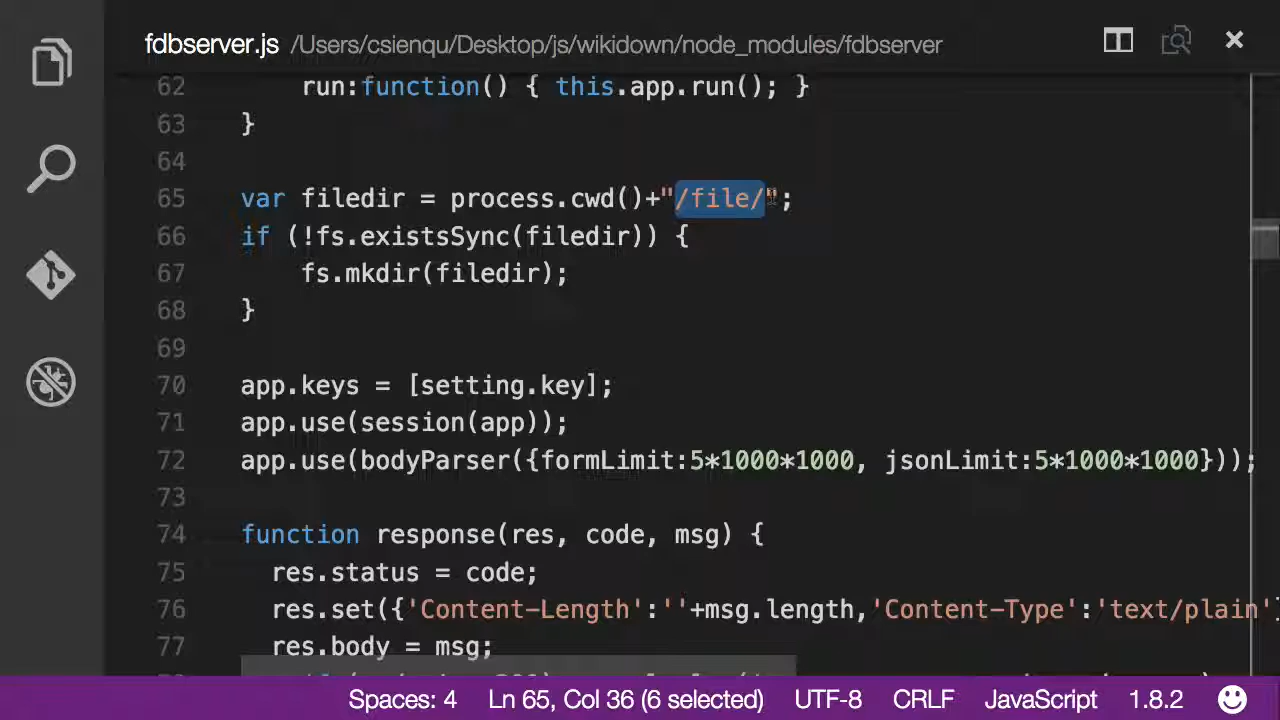 fdbserver.js /Users/csienqu/Desktop/js/wikidown/node_modules/fdbserver
62 run:function() { this.app.run(); }
63 }
64
65 var filedir = process.cwd()+"/file/";
66 if (!fs.existsSync(filedir)) {
67 fs.mkdir(filedir);
68 }
69
70 app.keys = [setting.key];
71 app.use(session(app));
72 app.use(bodyParser({formLimit:5*1000*1000, jsonLimit:5*1000*1000}));
73
74 function response(res, code, msg) {
75 res.status = code;
76 res.set({'Content-Length':''+msg.length,'Content-Type':'text/plain'
77 res.body = msg;
Spaces: 4 Ln 65, Col 36 (6 selected) UTF-8 CRLF JavaScript 1.8.2